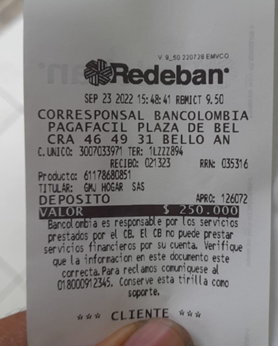 V 9_50 220728 EMVCO
Redeban
SEP 23 2022 15:48:41 RBMICT 9.50
CORRESPONSAL BANCOLOMBIA
PAGAFACIL PLAZA DE BEL
CRA 46 49 31 BELLO AN
C.UNICO: 3007033971 TER: 1LZZZ894
RECIBO: 021323 RRN: 035316
Producto: 61178680851
TITULAR: GMJ HOGAR SAS
DEPOSITO APRO: 126072
VALOR $ 250.000
Bancolombia es responsable por los servicios
prestados por el CB. El CB no puede prestar
servicios financieros por su cuenta. Verifique
que la informacion en este documento este
correcta. Para reclamos comuniquese al
018000912345. Conserve esta tirilla como
soporte.
*** CLIENTE ***